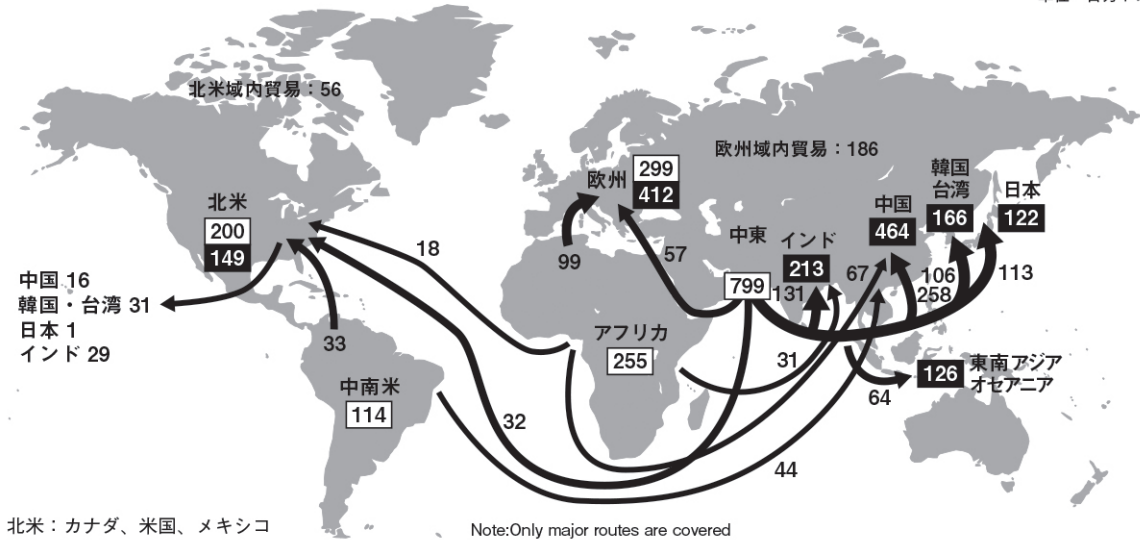 北米域内貿易：56
欧州域内貿易：186
欧州
299
412
韓国
台湾
166
日本
122
中国
464
北米
200
149
18
99
57
中東
799
インド
213
131
67
106
258
113
中国 16
韓国・台湾 31
日本 1
インド 29
33
アフリカ
255
31
126
東南アジア
オセアニア
64
中南米
114
32
44
北米：カナダ、米国、メキシコ
Note:Only major routes are covered